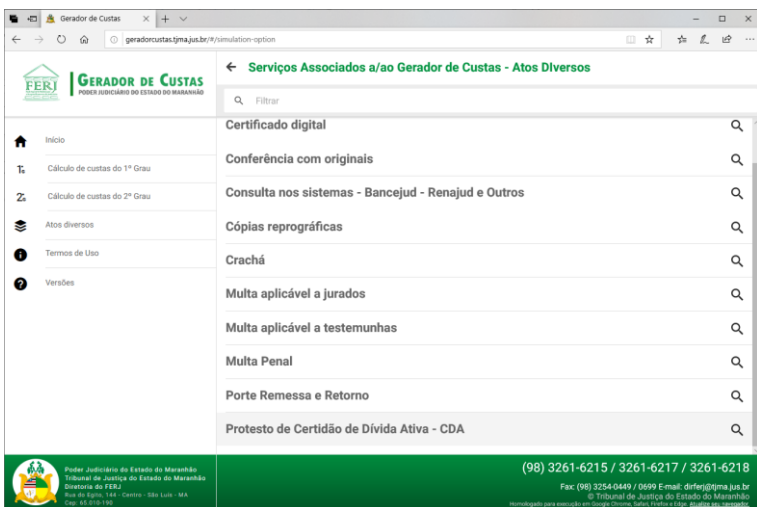 Gerador de Custas
geradorcustas.tjma.jus.br/#/simulation-option
FERJ
GERADOR DE CUSTAS
PODER JUDICIÁRIO DO ESTADO DO MARANHÃO
Serviços Associados a/ao Gerador de Custas - Atos DIversos
Filtrar
Início
Cálculo de custas do 1º Grau
Cálculo de custas do 2º Grau
Atos diversos
Termos de Uso
Versões
Certificado digital
Conferência com originais
Consulta nos sistemas - Bancejud - Renajud e Outros
Cópias reprográficas
Crachá
Multa aplicável a jurados
Multa aplicável a testemunhas
Multa Penal
Porte Remessa e Retorno
Protesto de Certidão de Dívida Ativa - CDA
Poder Judiciário do Estado do Maranhão
Tribunal de Justiça do Estado do Maranhão
Diretoria do FERJ
Rua do Egito, 144 - Centro - São Luís - MA
Cep: 65.010-190
(98) 3261-6215 / 3261-6217 / 3261-6218
Fax: (98) 3254-0449 / 0699 E-mail: dirferj@tjma.jus.br
© Tribunal de Justiça do Estado do Maranhão
Homologado para execução em Google Chrome, Safari, Firefox e Edge. Atualize seu navegador.